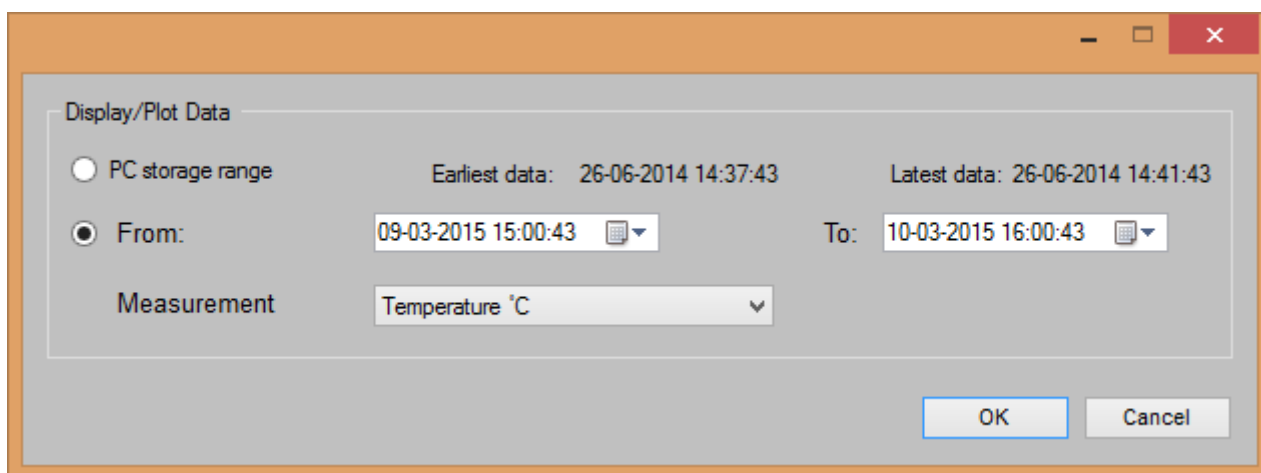 Display/Plot Data
PC storage range Earliest data: 26-06-2014 14:37:43 Latest data: 26-06-2014 14:41:43
From: 09-03-2015 15:00:43 To: 10-03-2015 16:00:43
Measurement Temperature °C
OK Cancel